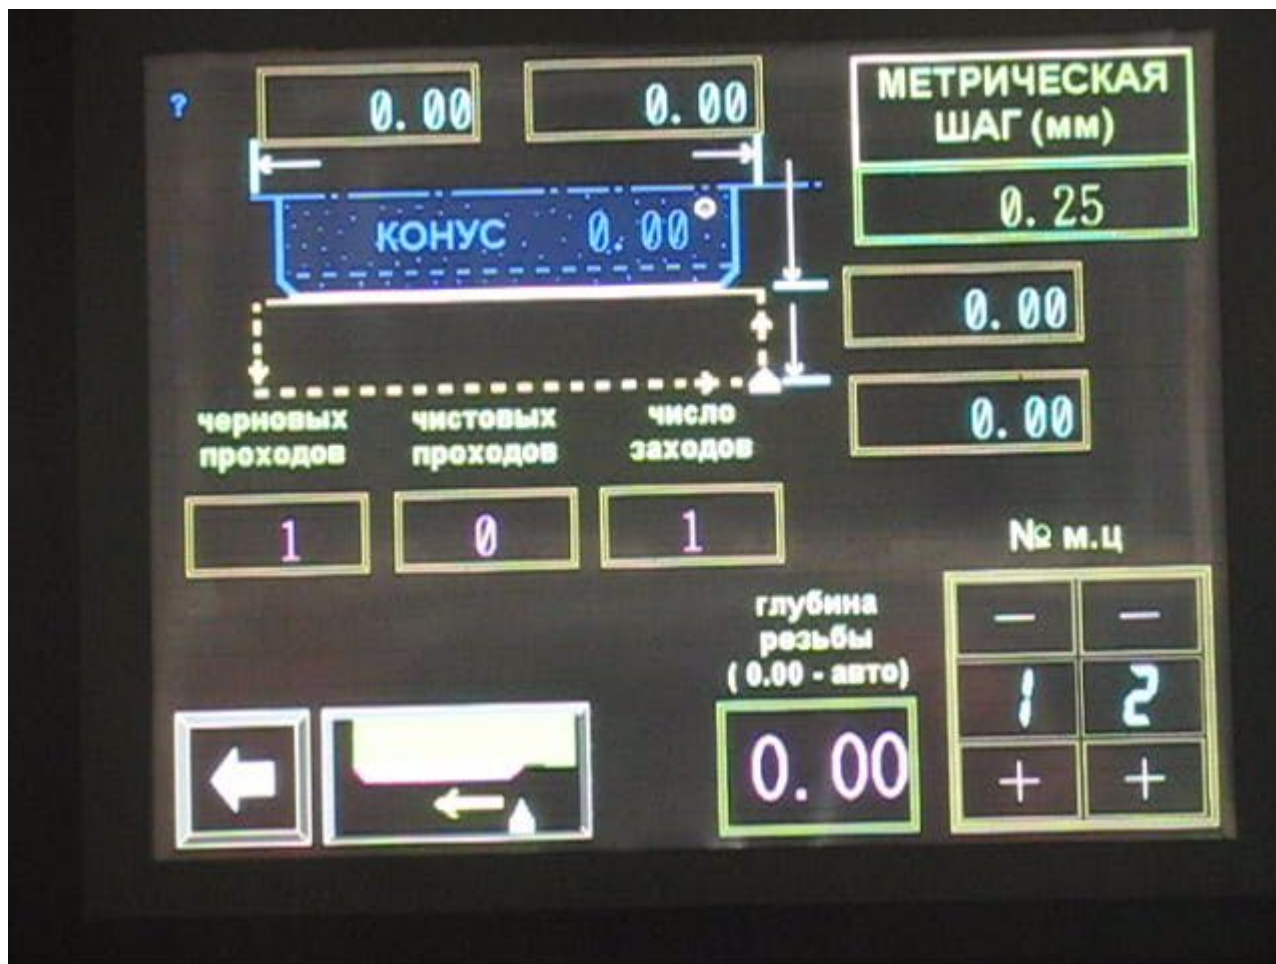 ?
0.00
0.00
МЕТРИЧЕСКАЯ
ШАГ (мм)
0.25
КОНУС 0.00°
0.00
0.00
черновых
проходов
чистовых
проходов
число
заходов
1
0
1
№ м.ц
глубина
резьбы
( 0.00 - авто)
0.00
− −
1 2
+ +